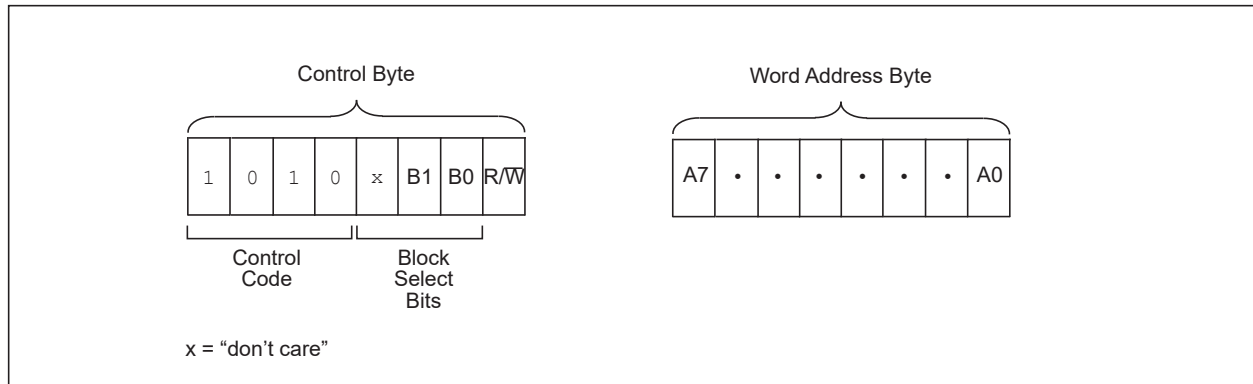 Control Byte
Word Address Byte
1 0 1 0 x B1 B0 R/W̅
A7 • • • • • • A0
Control
Code
Block
Select
Bits
x = “don’t care”